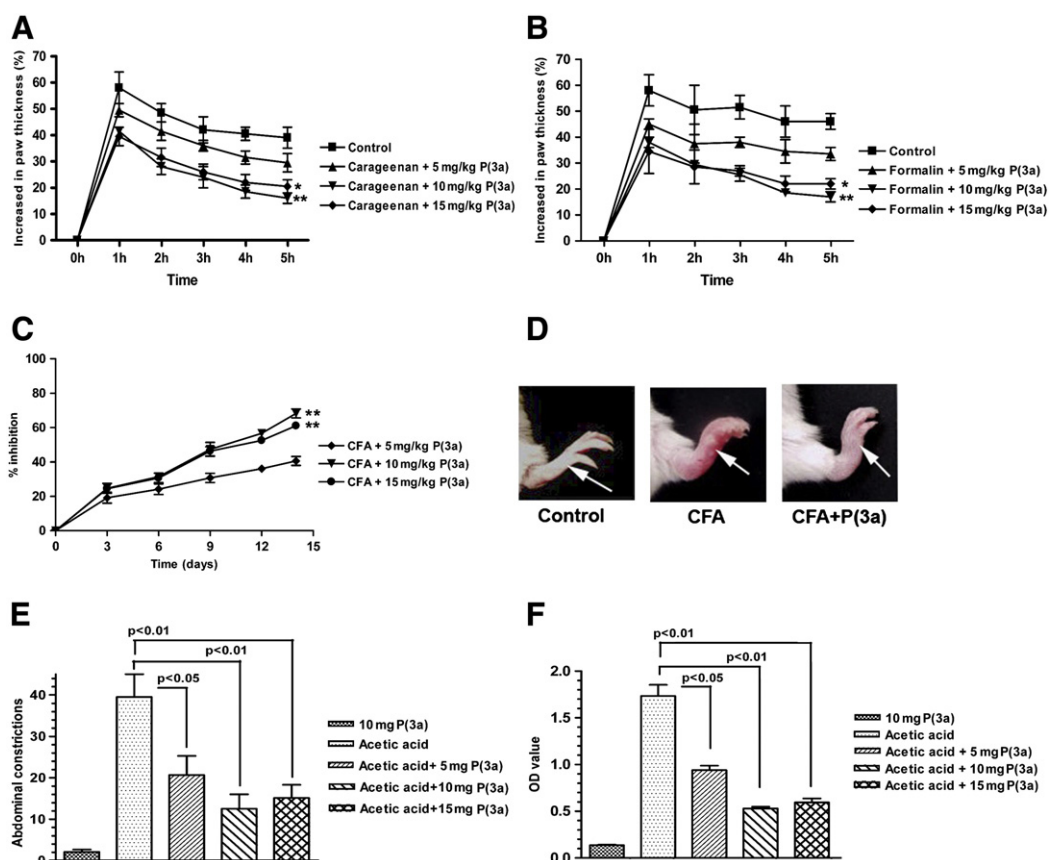 A
Increased in paw thickness (%)
70
60
50
40
30
20
10
0
0h 1h 2h 3h 4h 5h
Time
*
**
Control
Carageenan + 5 mg/kg P(3a)
Carageenan + 10 mg/kg P(3a)
Carageenan + 15 mg/kg P(3a)
B
Increased in paw thickness (%)
70
60
50
40
30
20
10
0
0h 1h 2h 3h 4h 5h
Time
*
**
Control
Formalin + 5 mg/kg P(3a)
Formalin + 10 mg/kg P(3a)
Formalin + 15 mg/kg P(3a)
C
% inhibition
100
80
60
40
20
0
0 3 6 9 12 15
Time (days)
**
**
CFA + 5 mg/kg P(3a)
CFA + 10 mg/kg P(3a)
CFA + 15 mg/kg P(3a)
D
Control CFA CFA+P(3a)
E
Abdominal constrictions
40
30
20
10
0
p<0.01
p<0.01
p<0.05
10 mg P(3a)
Acetic acid
Acetic acid+ 5 mg P(3a)
Acetic acid+10 mg P(3a)
Acetic acid+15 mg P(3a)
F
OD value
2.0
1.5
1.0
0.5
0.0
p<0.01
p<0.01
p<0.05
10 mg P(3a)
Acetic acid
Acetic acid + 5 mg P(3a)
Acetic acid + 10 mg P(3a)
Acetic acid + 15 mg P(3a)